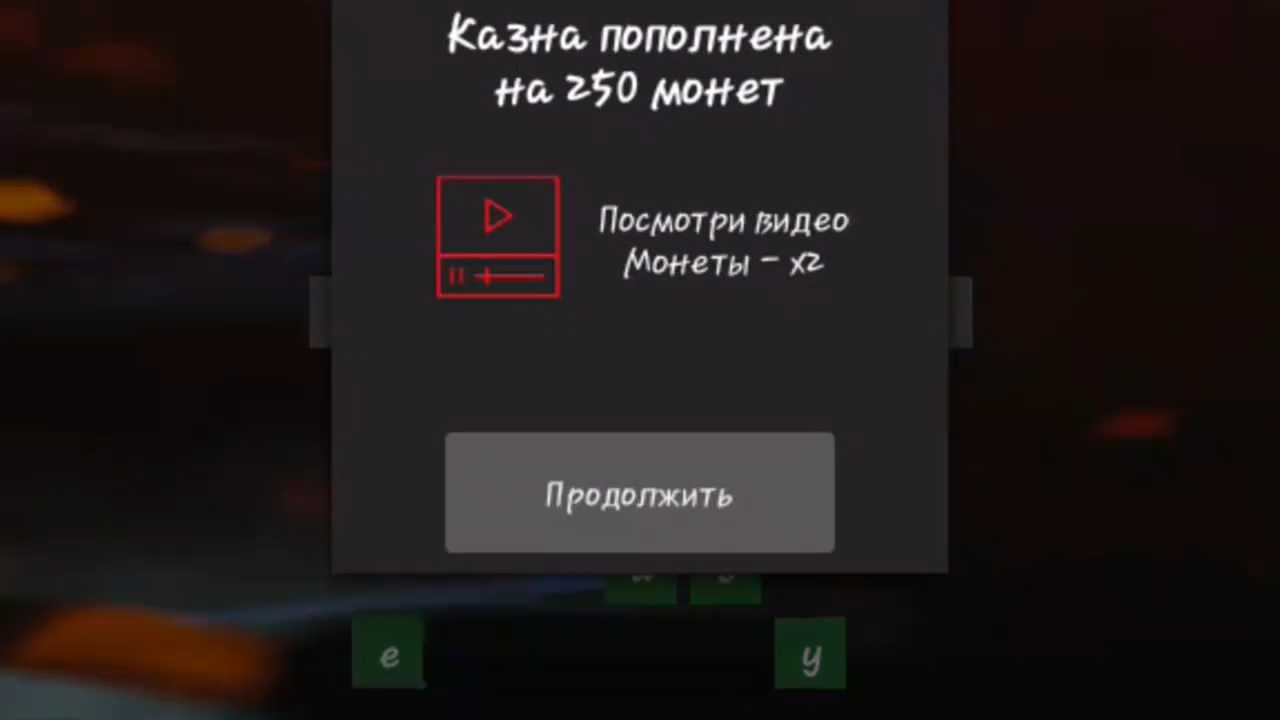 Казна пополнена
на 250 монет
Посмотри видео
Монеты - x2
Продолжить
е у